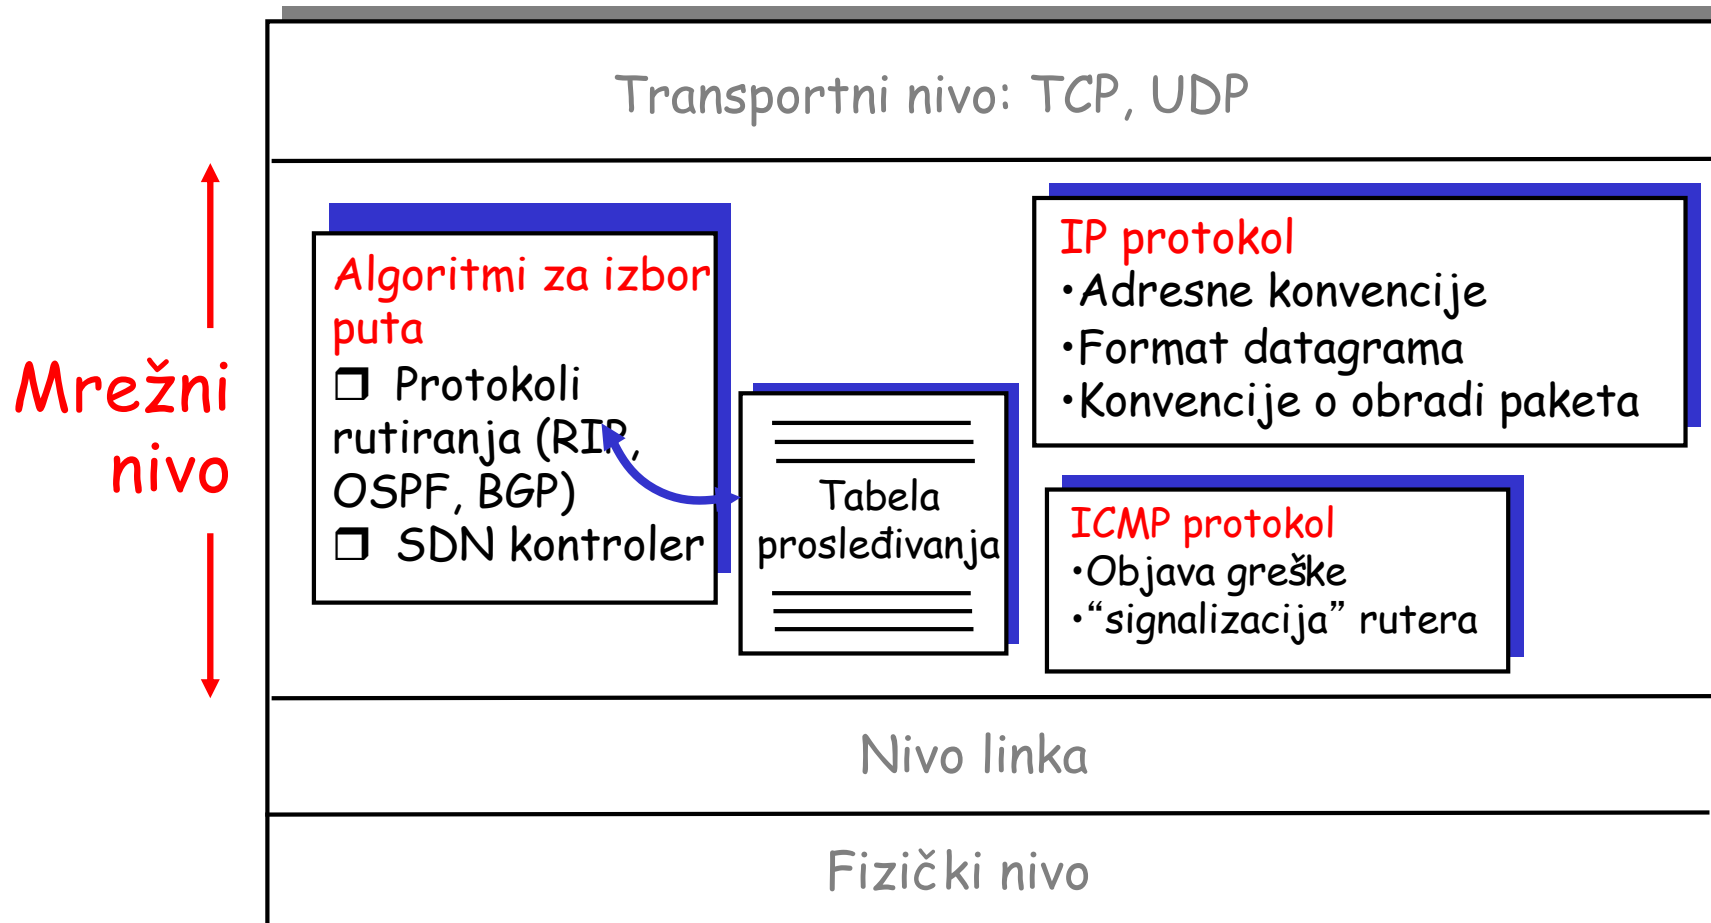 Transportni nivo: TCP, UDP
Mrežni
nivo
Algoritmi za izbor
puta
❒ Protokoli
rutiranja (RIP,
OSPF, BGP)
❒ SDN kontroler
Tabela
prosleđivanja
IP protokol
•Adresne konvencije
•Format datagrama
•Konvencije o obradi paketa
ICMP protokol
•Objava greške
•“signalizacija” rutera
Nivo linka
Fizički nivo